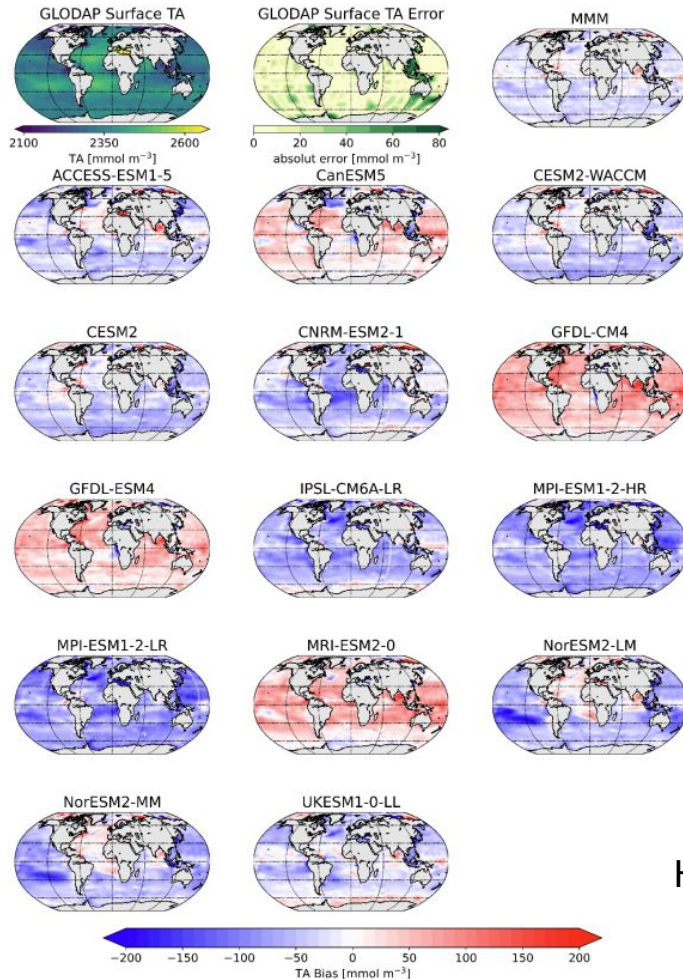 GLODAP Surface TA
GLODAP Surface TA Error
MMM
2100 2350 2600
TA [mmol m⁻³]
0 20 40 60 80
absolut error [mmol m⁻³]
ACCESS-ESM1-5
CanESM5
CESM2-WACCM
CESM2
CNRM-ESM2-1
GFDL-CM4
GFDL-ESM4
IPSL-CM6A-LR
MPI-ESM1-2-HR
MPI-ESM1-2-LR
MRI-ESM2-0
NorESM2-LM
NorESM2-MM
UKESM1-0-LL
H
−200 −150 −100 −50 0 50 100 150 200
TA Bias [mmol m⁻³]